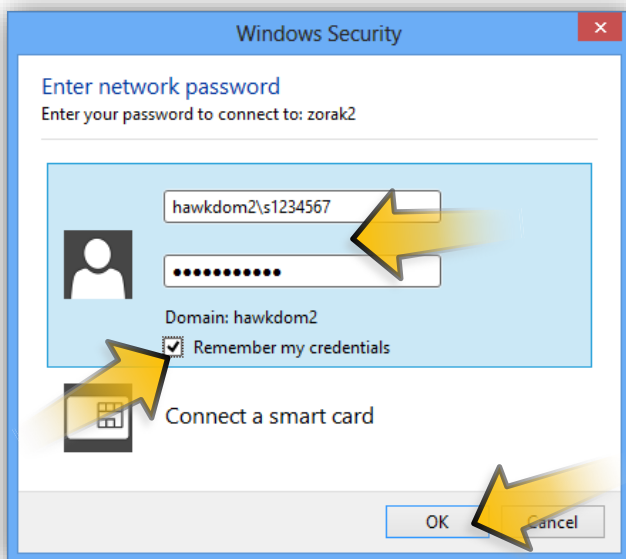 Windows Security
Enter network password
Enter your password to connect to: zorak2
hawkdom2\s1234567
●●●●●●●●●●●
Domain: hawkdom2
Remember my credentials
Connect a smart card
OK
Cancel